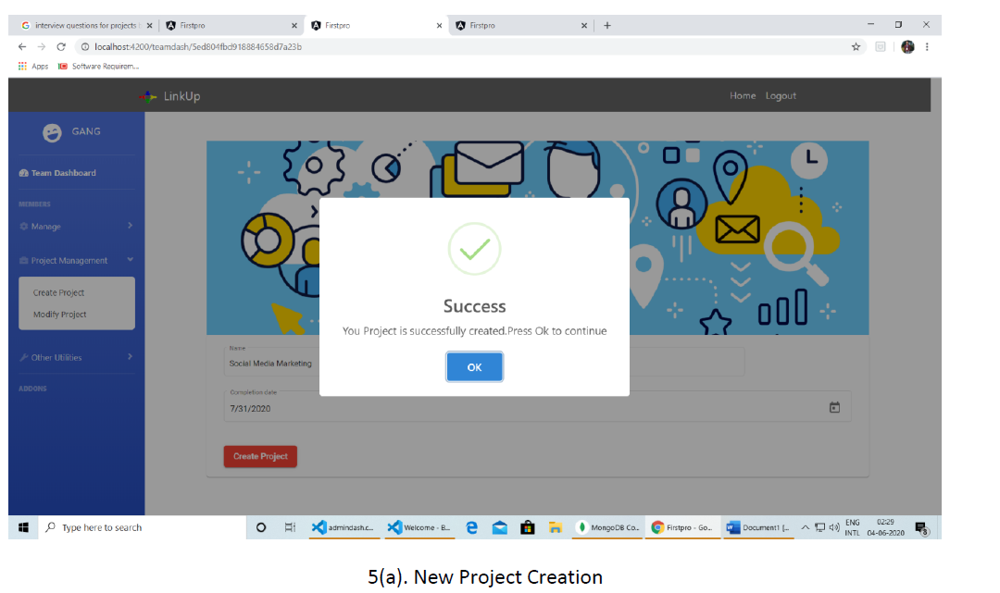 interview questions for projects
Firstpro
Firstpro
Firstpro
localhost:4200/teamdash/5ed804fbd918884658d7a23b
Apps
Software Requirem...
LinkUp
Home
Logout
GANG
Team Dashboard
MEMBERS
Manage
Project Management
Create Project
Modify Project
Other Utilities
ADDONS
Success
You Project is successfully created.Press Ok to continue
OK
Name
Social Media Marketing
Completion date
7/31/2020
Create Project
Type here to search
admindash.c...
Welcome - B...
MongoDB Co...
Firstpro - Go...
Document1 [...
ENG
INTL
02:29
04-06-2020
5(a). New Project Creation